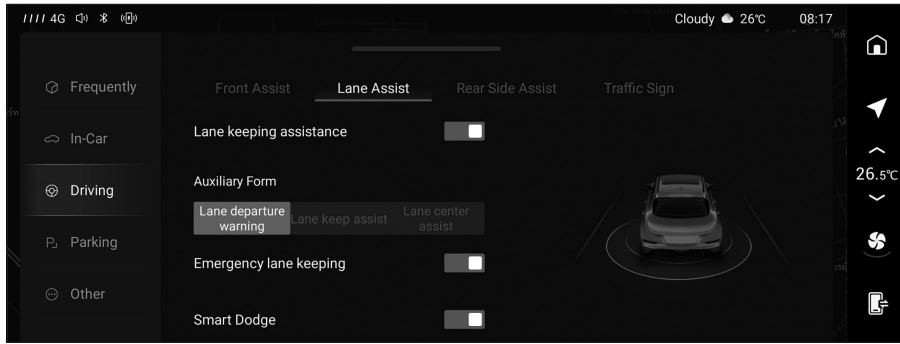 4G
Cloudy 26℃ 08:17
Frequently
In-Car
Driving
Parking
Other
Front Assist Lane Assist Rear Side Assist Traffic Sign
Lane keeping assistance
Auxiliary Form
Lane departure
warning
Lane keep assist
Lane center
assist
Emergency lane keeping
Smart Dodge
26.5℃